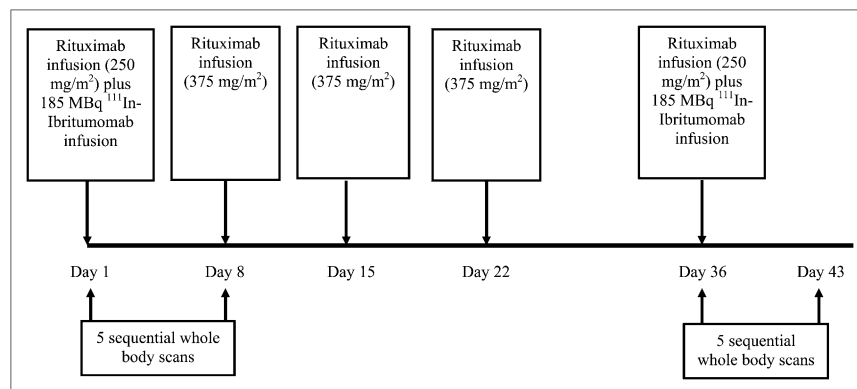 Rituximab
infusion (250
mg/m²) plus
185 MBq ¹¹¹In-
Ibritumomab
infusion
Rituximab
infusion
(375 mg/m²)
Rituximab
infusion
(375 mg/m²)
Rituximab
infusion
(375 mg/m²)
Rituximab
infusion (250
mg/m²) plus
185 MBq ¹¹¹In-
Ibritumomab
infusion
Day 1
Day 8
Day 15
Day 22
Day 36
Day 43
5 sequential whole
body scans
5 sequential
whole body scans